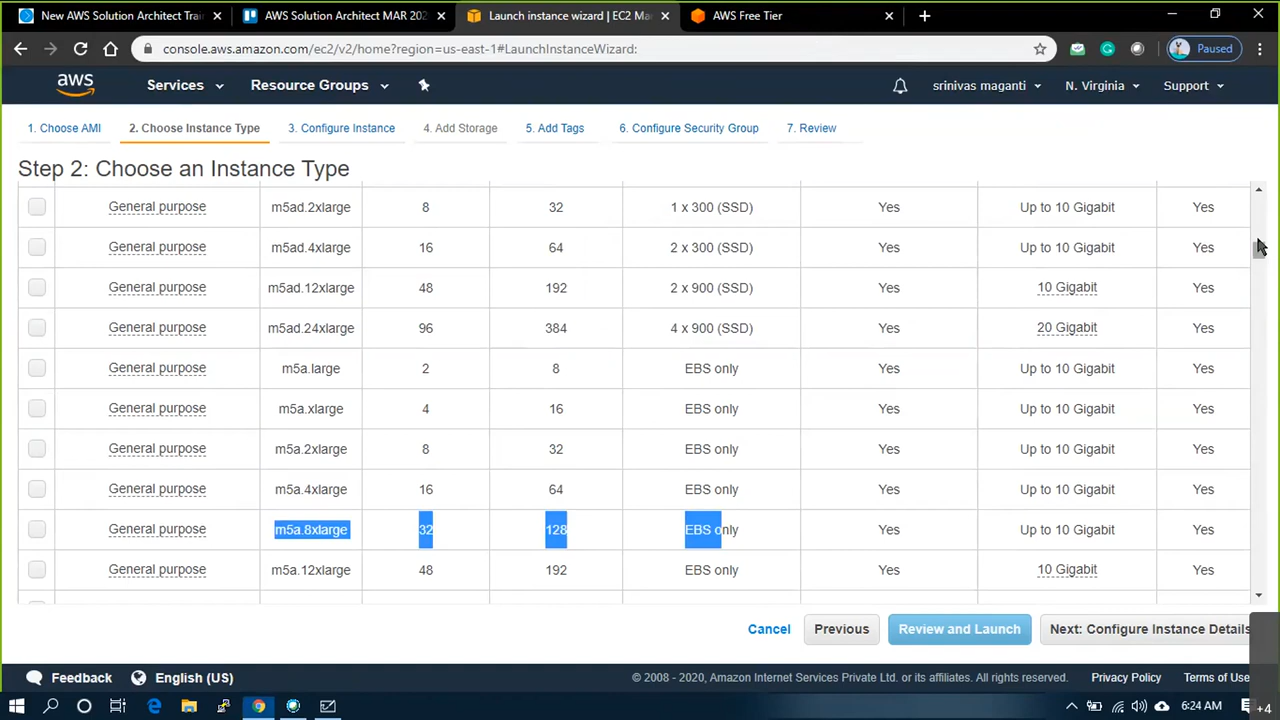 New AWS Solution Architect Trai
AWS Solution Architect MAR 202
Launch instance wizard | EC2 Ma
AWS Free Tier
console.aws.amazon.com/ec2/v2/home?region=us-east-1#LaunchInstanceWizard:
Paused
aws Services Resource Groups srinivas maganti N. Virginia Support
1. Choose AMI 2. Choose Instance Type 3. Configure Instance 4. Add Storage 5. Add Tags 6. Configure Security Group 7. Review
Step 2: Choose an Instance Type
General purpose m5ad.2xlarge 8 32 1 x 300 (SSD) Yes Up to 10 Gigabit Yes
General purpose m5ad.4xlarge 16 64 2 x 300 (SSD) Yes Up to 10 Gigabit Yes
General purpose m5ad.12xlarge 48 192 2 x 900 (SSD) Yes 10 Gigabit Yes
General purpose m5ad.24xlarge 96 384 4 x 900 (SSD) Yes 20 Gigabit Yes
General purpose m5a.large 2 8 EBS only Yes Up to 10 Gigabit Yes
General purpose m5a.xlarge 4 16 EBS only Yes Up to 10 Gigabit Yes
General purpose m5a.2xlarge 8 32 EBS only Yes Up to 10 Gigabit Yes
General purpose m5a.4xlarge 16 64 EBS only Yes Up to 10 Gigabit Yes
General purpose m5a.8xlarge 32 128 EBS only Yes Up to 10 Gigabit Yes
General purpose m5a.12xlarge 48 192 EBS only Yes 10 Gigabit Yes
Cancel Previous Review and Launch Next: Configure Instance Details
Feedback English (US) © 2008 - 2020, Amazon Internet Services Private Ltd. or its affiliates. All rights reserved. Privacy Policy Terms of Use
6:24 AM
+4